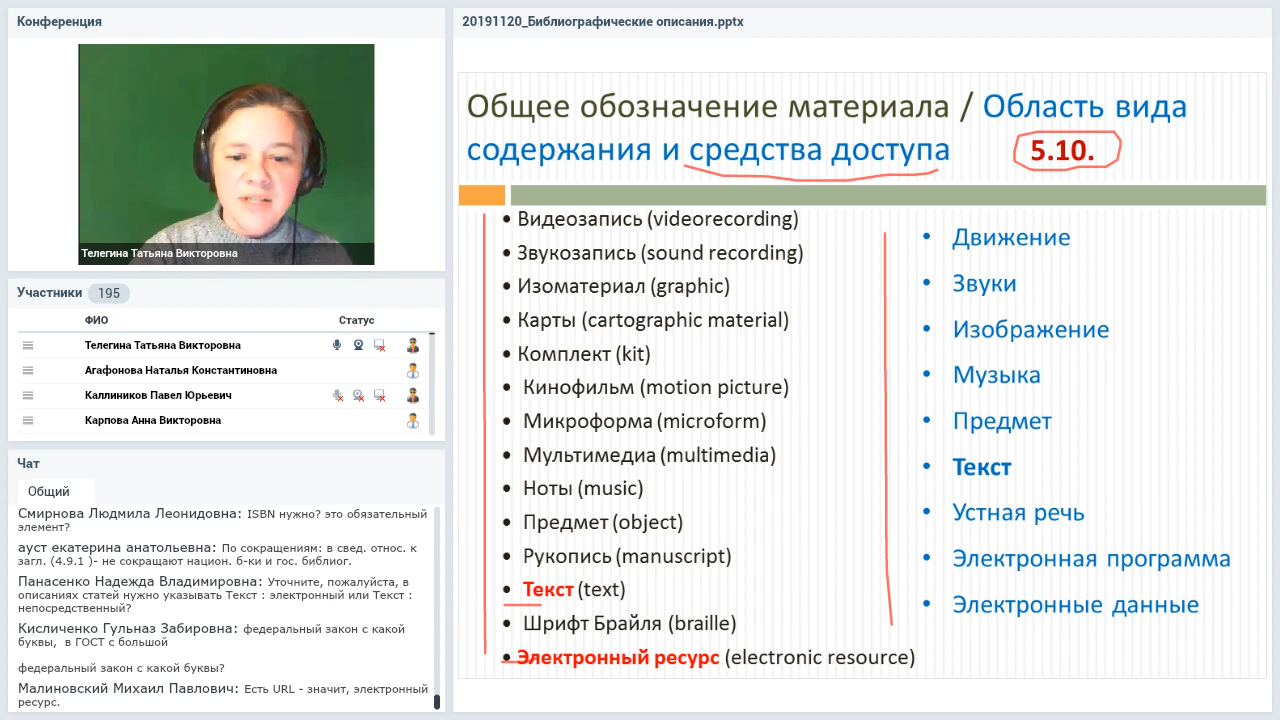 Конференция
Телегина Татьяна Викторовна
Участники 195
ФИО Статус
Телегина Татьяна Викторовна
Агафонова Наталья Константиновна
Каллиников Павел Юрьевич
Карпова Анна Викторовна
Чат
Общий
Смирнова Людмила Леонидовна: ISBN нужно? это обязательный
элемент?
ауст екатерина анатольевна: По сокращениям: в свед. относ. к
загл. (4.9.1 )- не сокращают национ. б-ки и гос. библиог.
Панасенко Надежда Владимировна: Уточните, пожалуйста, в
описаниях статей нужно указывать Текст : электронный или Текст :
непосредственный?
Кисличенко Гульназ Забировна: федеральный закон с какой
буквы, в ГОСТ с большой
федеральный закон с какой буквы?
Малиновский Михаил Павлович: Есть URL - значит, электронный
ресурс.
20191120_Библиографические описания.pptx
Общее обозначение материала / Область вида
содержания и средства доступа 5.10.
• Видеозапись (videorecording)
• Звукозапись (sound recording)
• Изоматериал (graphic)
• Карты (cartographic material)
• Комплект (kit)
• Кинофильм (motion picture)
• Микроформа (microform)
• Мультимедиа (multimedia)
• Ноты (music)
• Предмет (object)
• Рукопись (manuscript)
• Текст (text)
• Шрифт Брайля (braille)
• Электронный ресурс (electronic resource)
• Движение
• Звуки
• Изображение
• Музыка
• Предмет
• Текст
• Устная речь
• Электронная программа
• Электронные данные